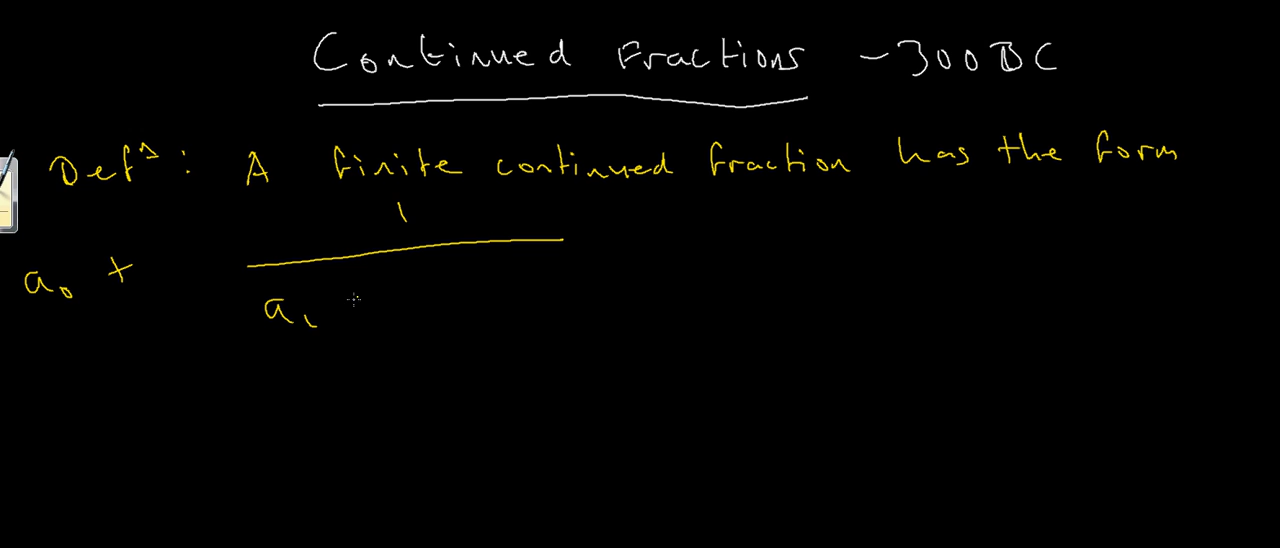 Continued Fractions ~300BC
Defⁿ: A finite continued fraction has the form
1
a₀ +
a₁